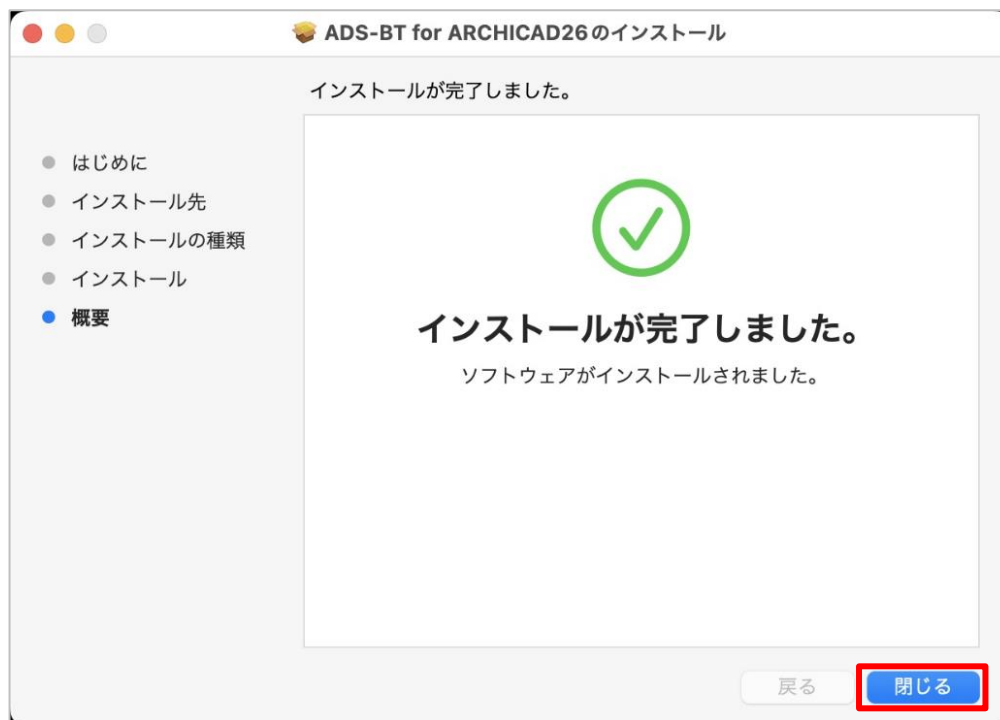 ADS-BT for ARCHICAD26のインストール
インストールが完了しました。
はじめに
インストール先
インストールの種類
インストール
概要
インストールが完了しました。
ソフトウェアがインストールされました。
戻る
閉じる